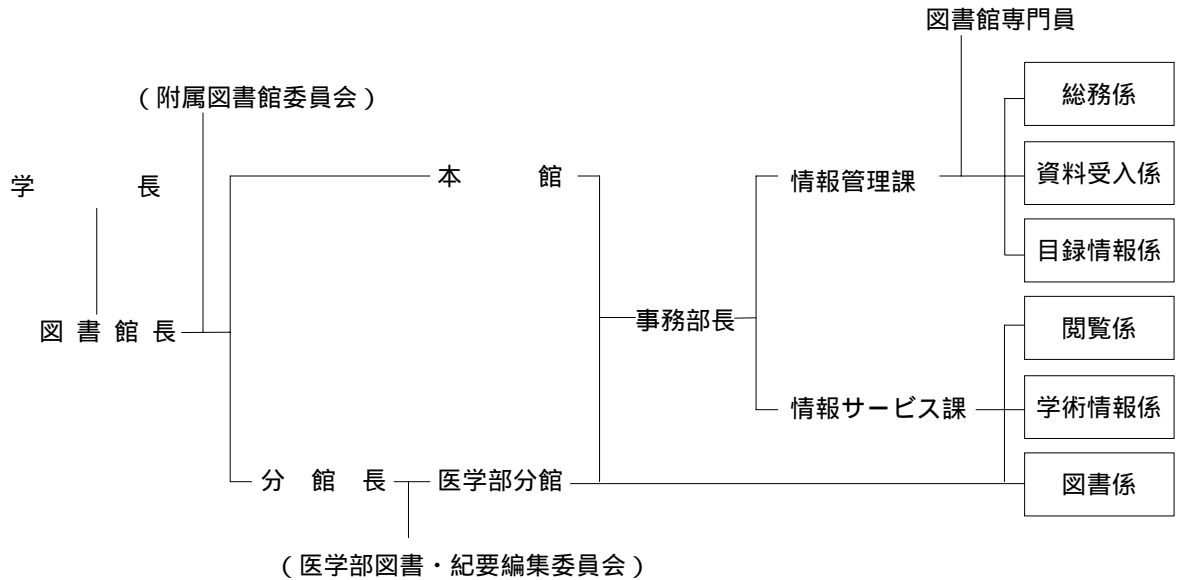 図書館専門員
（附属図書館委員会）
総務係
学長
本館
情報管理課
資料受入係
目録情報係
図書館長
事務部長
閲覧係
情報サービス課
学術情報係
分館長
医学部分館
図書係
（医学部図書・紀要編集委員会）